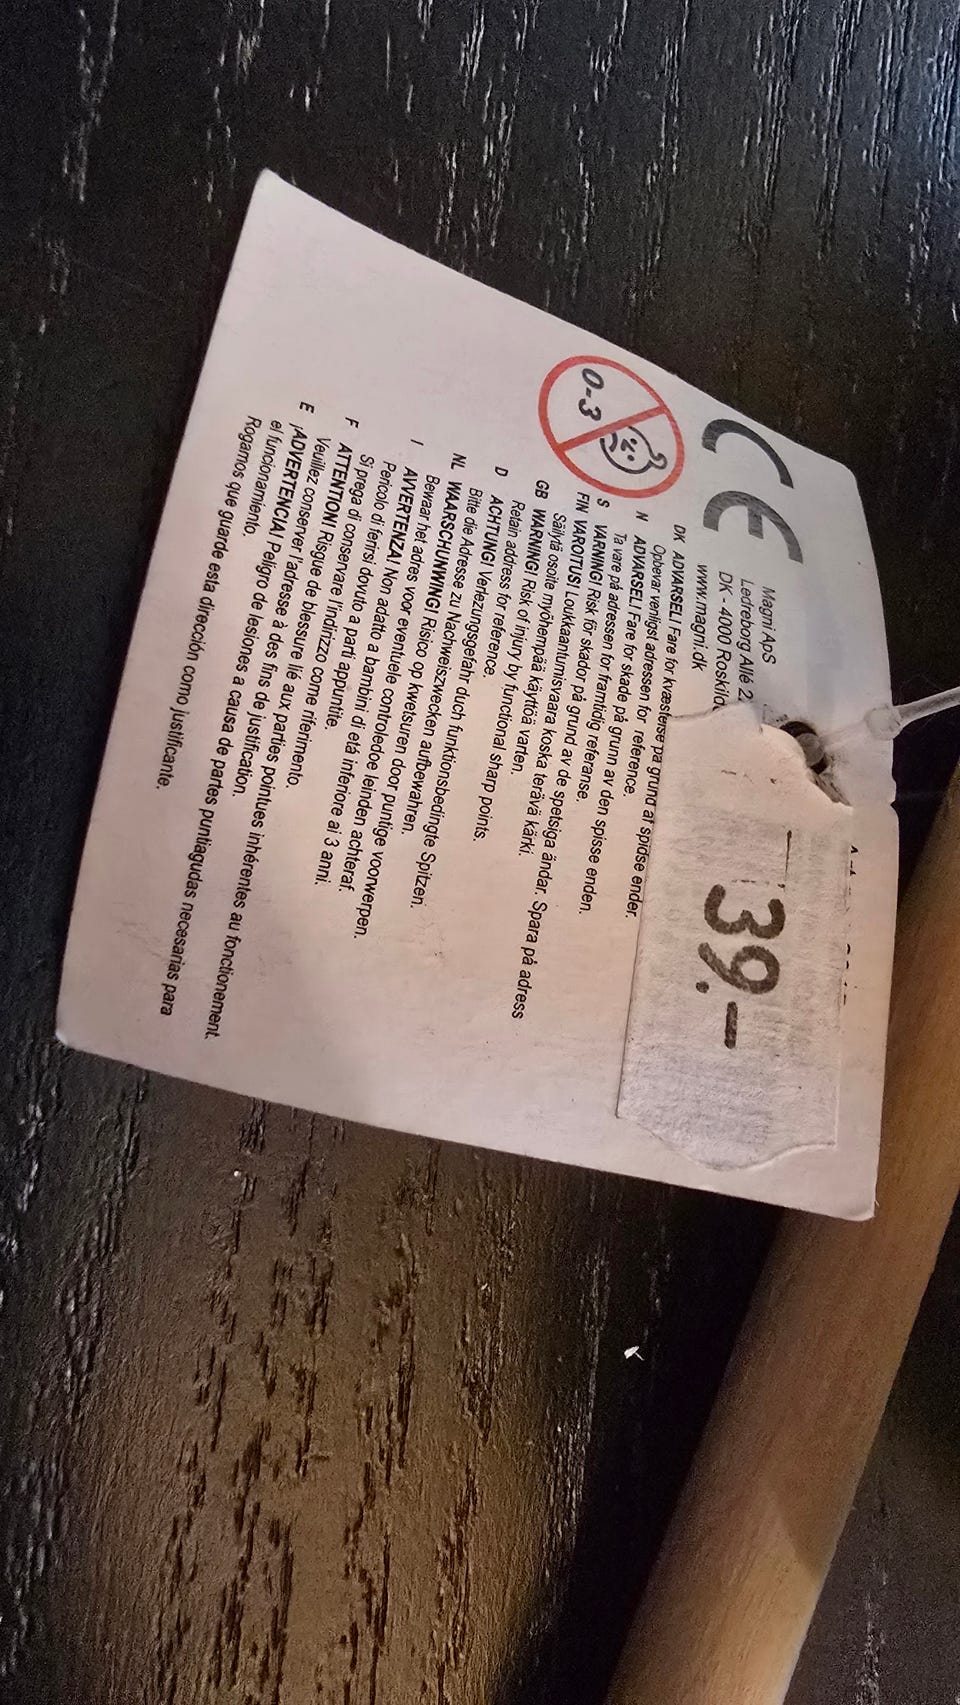 CE
Magni ApS
Ledreborg Allé 2
DK - 4000 Roskild
www.magni.dk
0-3
DK ADVARSEL! Fare for kvæstelse på grund af spidse ender.
Opbevar venligst adressen for reference.
N ADVARSEL! Fare for skade på grunn av den spisse enden.
Ta vare på adressen for framtidig referanse.
S VARNING! Risk för skador på grund av de spetsiga ändar. Spara på adress
FIN VAROITUS! Loukkaantumisvaara koska terävä kärki.
Säilytä osoite myöhempää käyttöä varten.
GB WARNING! Risk of injury by functional sharp points.
Retain address for reference.
D ACHTUNG! Verlezungsgefahr duch funktionsbedingte Spitzen.
Bitte die Adresse zu Nachweiszwecken aufbewahren.
NL WAARSCHUNWING! Risico op kwetsuren door puntige voorwerpen.
Bewaar het adres voor eventuele controledoe leinden achteraf.
I AVVERTENZA! Non adatto a bambini di età inferiore ai 3 anni.
Pericolo di ferirsi dovuto a parti appuntite.
Si prega di conservare l'indirizzo come riferimento.
F ATTENTION! Risgue de blessure lié aux parties pointues inhérentes au fonctionement.
Veuillez conserver l'adresse à des fins de justification.
E ¡ADVERTENCIA! Peligro de lesiones a causa de partes puntiagudas necesarias para
el funcionamiento.
Rogamos que guarde esta dirección como justificante.
39.-